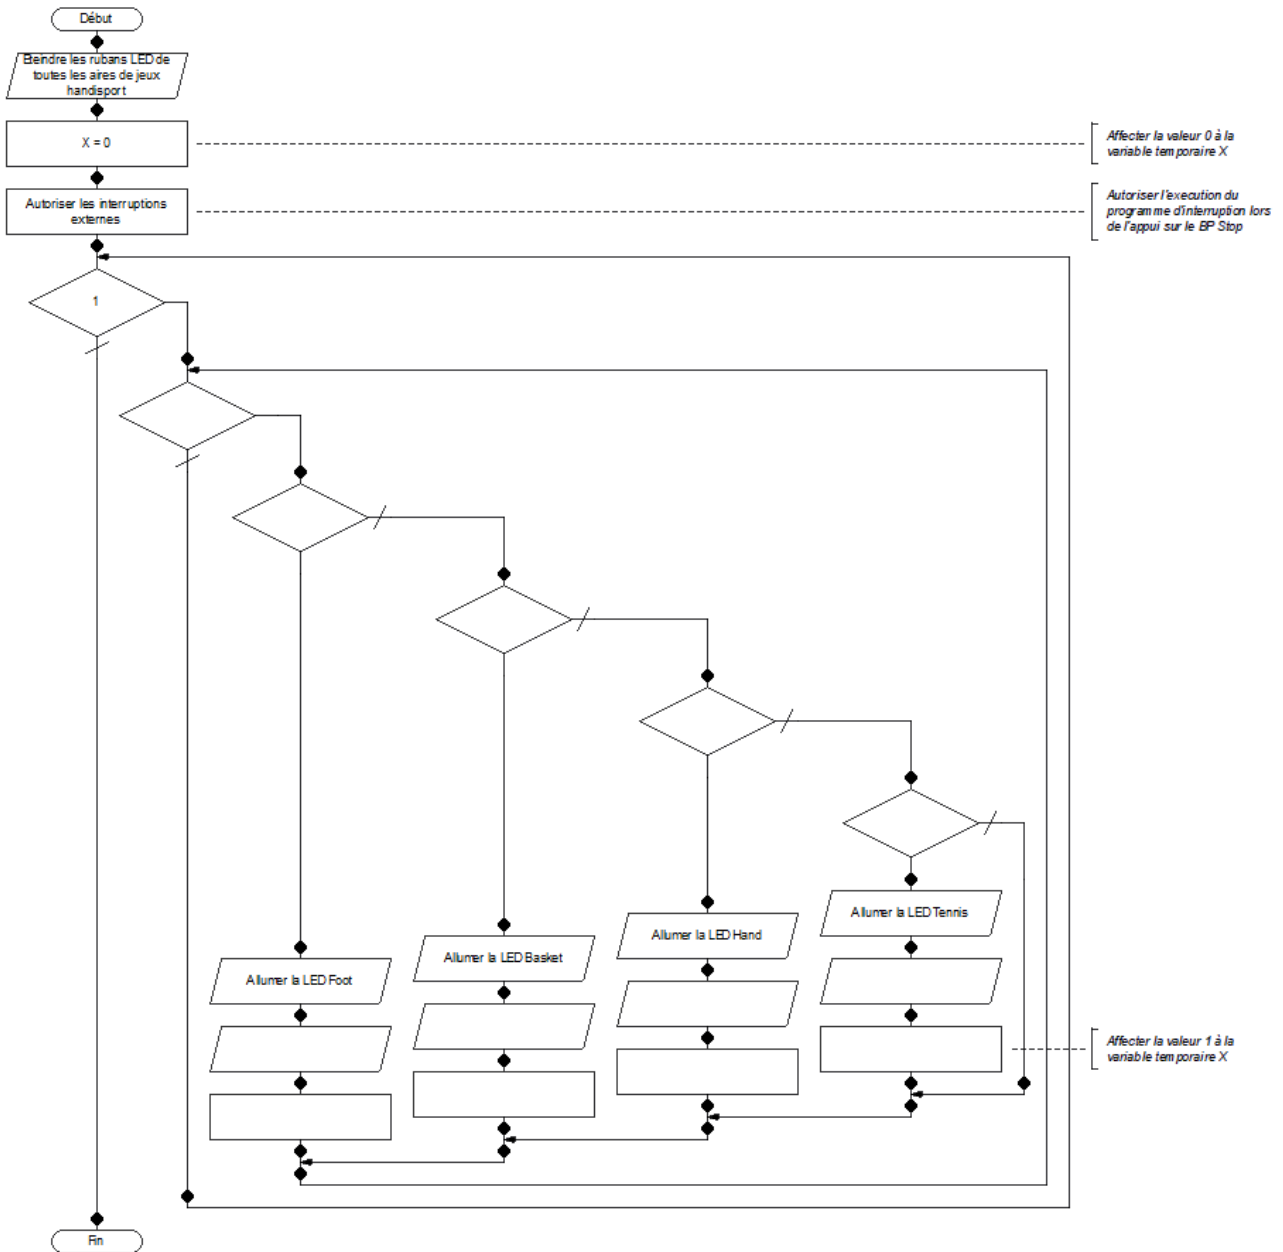 Début
Eteindre les rubans LED de
toutes les aires de jeux
handisport
X = 0
Affecter la valeur 0 à la
variable temporaire X
Autoriser les interruptions
externes
Autoriser l'execution du
programme d'interruption lors
de l'appui sur le BP Stop
1
Allumer la LED Tennis
Allumer la LED Hand
Allumer la LED Basket
Allumer la LED Foot
Affecter la valeur 1 à la
variable temporaire X
Fin